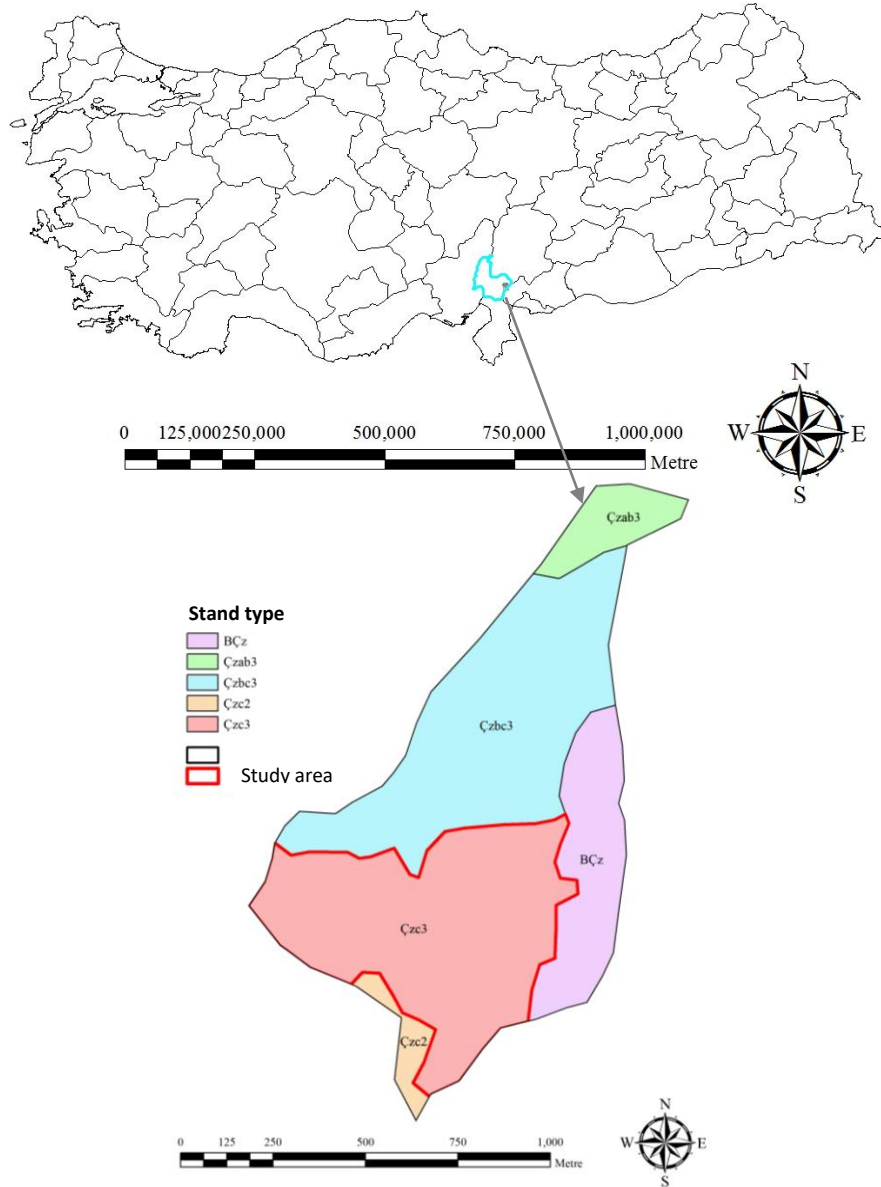 N
W E
S
0 125,000 250,000 500,000 750,000 1,000,000
Metre
Çzab3
Stand type
BÇz
Çzab3
Çzbc3
Çzc2
Çzc3
Study area
Çzbc3
BÇz
Çzc3
Çzc2
N
W E
S
0 125 250 500 750 1,000
Metre